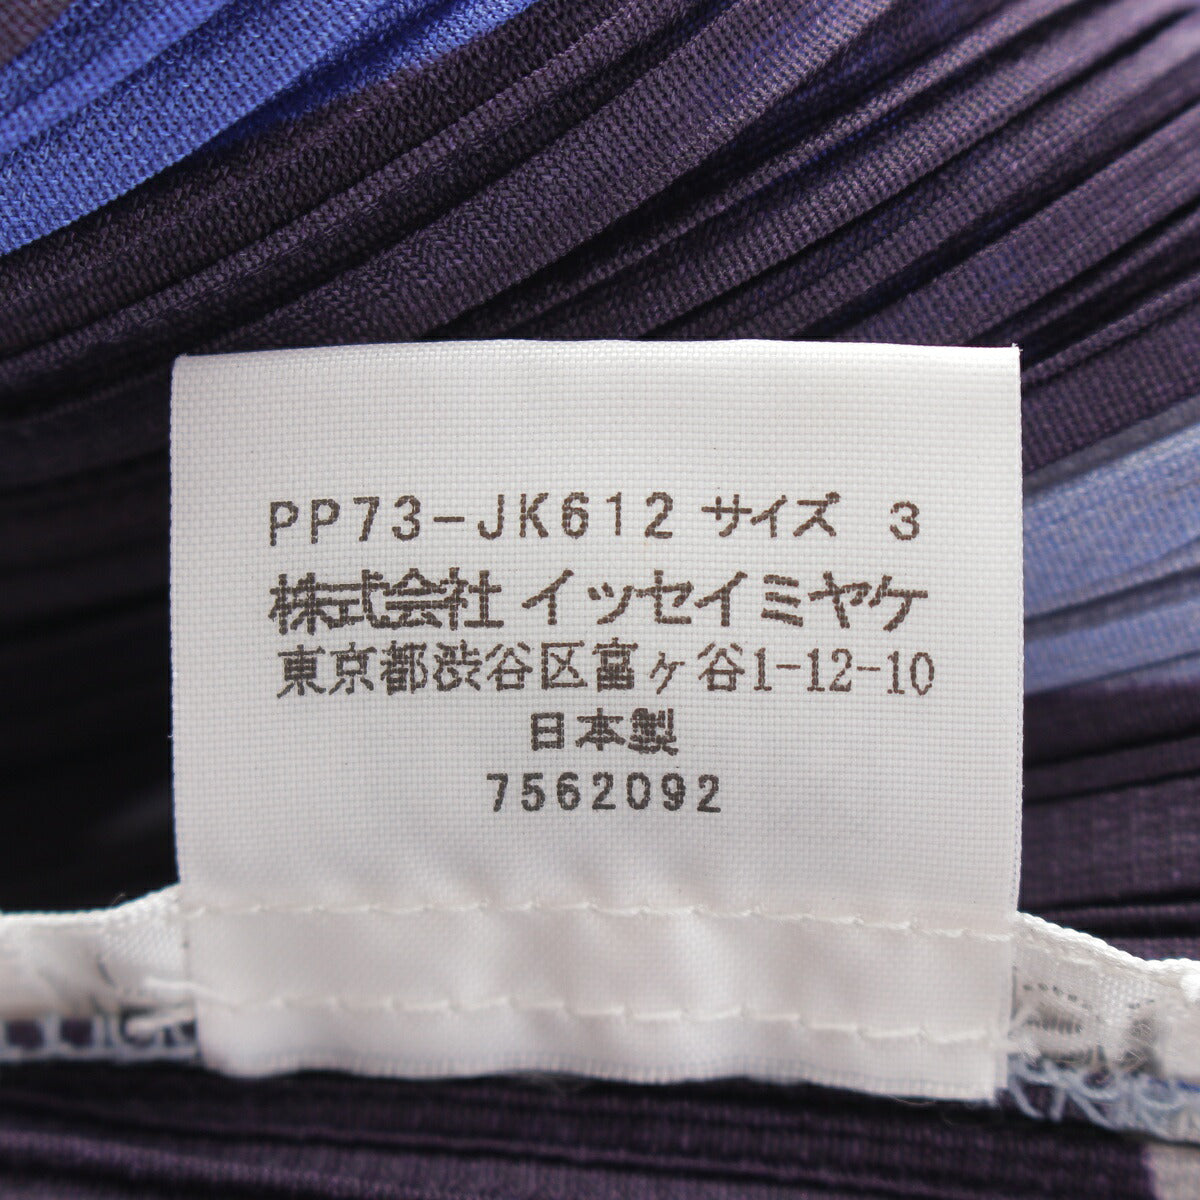 PP73-JK612 サイズ 3
株式会社 イッセイミヤケ
東京都渋谷区富ヶ谷1-12-10
日本製
7562092